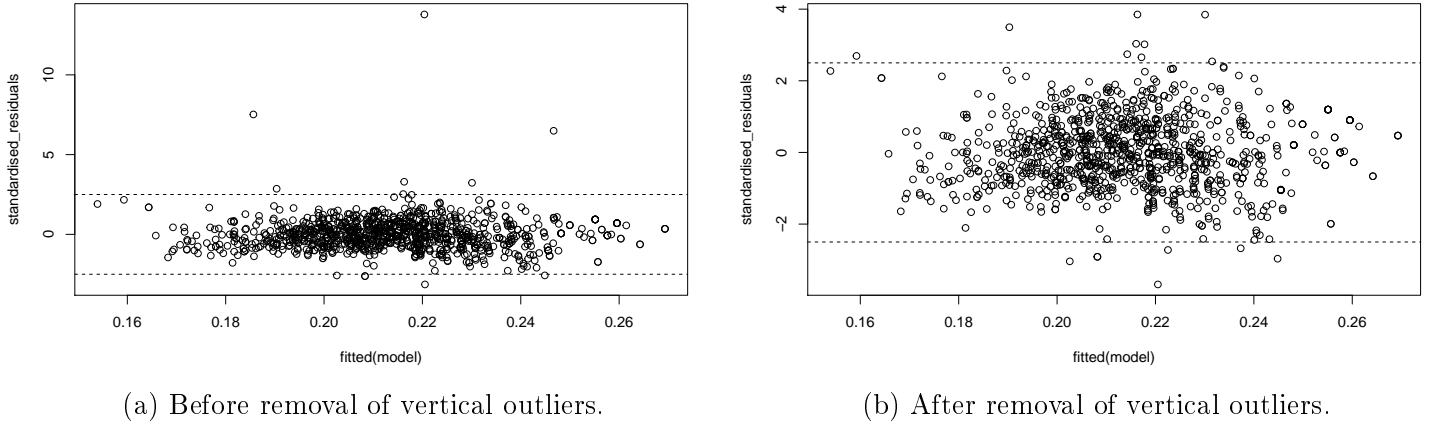 standardised_residuals
10
5
0
0.16 0.18 0.20 0.22 0.24 0.26
fitted(model)
(a) Before removal of vertical outliers.
standardised_residuals
4
2
0
−2
0.16 0.18 0.20 0.22 0.24 0.26
fitted(model)
(b) After removal of vertical outliers.